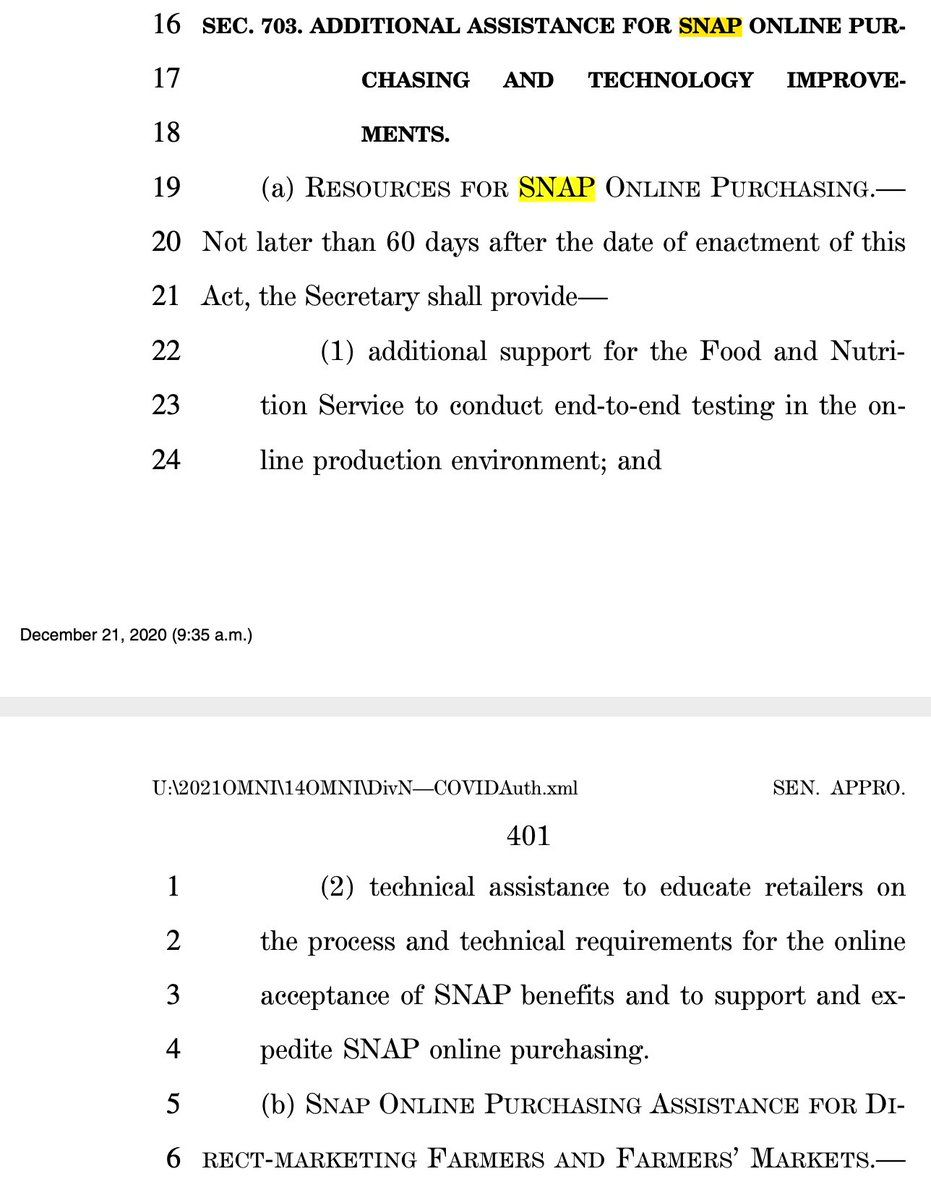 16 SEC. 703. ADDITIONAL ASSISTANCE FOR SNAP ONLINE PUR-
17 CHASING AND TECHNOLOGY IMPROVE-
18 MENTS.
19 (a) RESOURCES FOR SNAP ONLINE PURCHASING.—
20 Not later than 60 days after the date of enactment of this
21 Act, the Secretary shall provide—
22 (1) additional support for the Food and Nutri-
23 tion Service to conduct end-to-end testing in the on-
24 line production environment; and
December 21, 2020 (9:35 a.m.)
U:\2021OMNI\14OMNI\DivN—COVIDAuth.xml SEN. APPRO.
401
1 (2) technical assistance to educate retailers on
2 the process and technical requirements for the online
3 acceptance of SNAP benefits and to support and ex-
4 pedite SNAP online purchasing.
5 (b) SNAP ONLINE PURCHASING ASSISTANCE FOR DI-
6 RECT-MARKETING FARMERS AND FARMERS' MARKETS.—